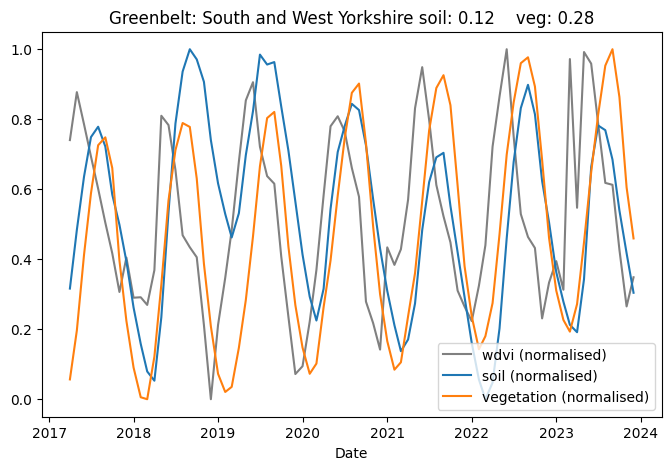 Greenbelt: South and West Yorkshire soil: 0.12    veg: 0.28
1.0
0.8
0.6
0.4
0.2
0.0
wdvi (normalised)
soil (normalised)
vegetation (normalised)
2017 2018 2019 2020 2021 2022 2023 2024
Date